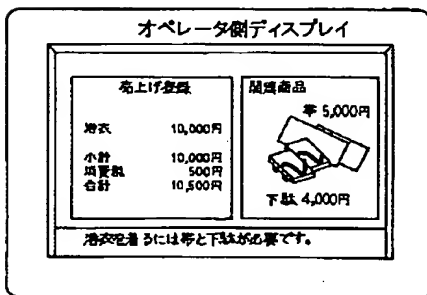 オペレータ側ディスプレイ
売上げ登録
浴衣 10,000円
小計 10,000円
消費税 500円
合計 10,500円
関連商品
帯 5,000円
下駄 4,000円
浴衣を着るには帯と下駄が必要です。